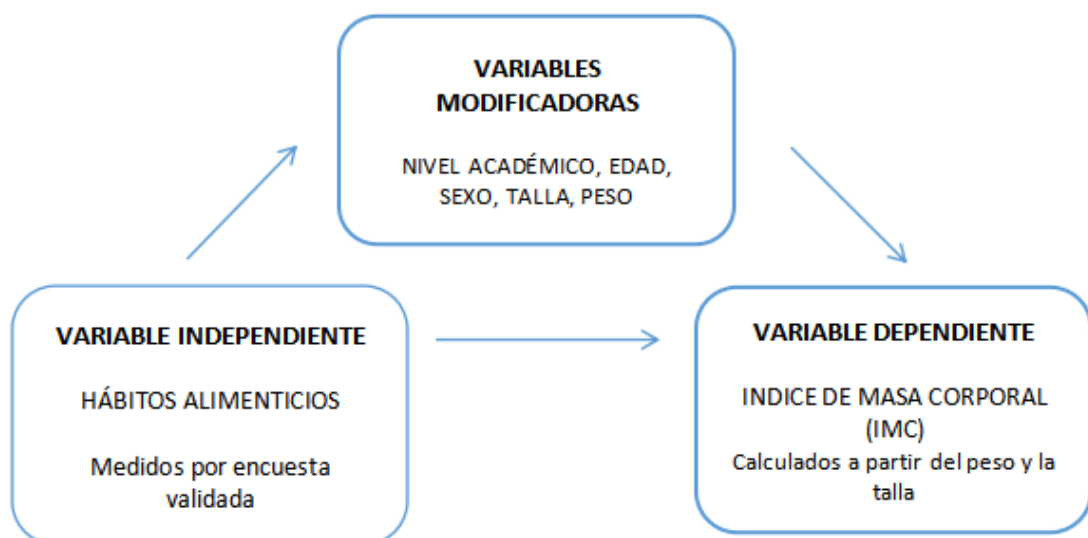 VARIABLES
MODIFICADORAS
NIVEL ACADÉMICO, EDAD,
SEXO, TALLA, PESO
VARIABLE INDEPENDIENTE
HÁBITOS ALIMENTICIOS
Medidos por encuesta
validada
VARIABLE DEPENDIENTE
INDICE DE MASA CORPORAL
(IMC)
Calculados a partir del peso y la
talla